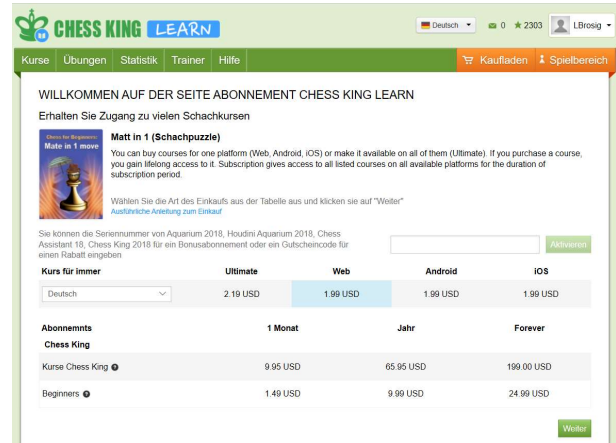 CHESS KING LEARN
Deutsch 0 2303 LBrosig
Kurse Übungen Statistik Trainer Hilfe Kaufladen Spielbereich
WILLKOMMEN AUF DER SEITE ABONNEMENT CHESS KING LEARN
Erhalten Sie Zugang zu vielen Schachkursen
Chess for Beginners
Mate in 1 move
Matt in 1 (Schachpuzzle)
You can buy courses for one platform (Web, Android, iOS) or make it available on all of them (Ultimate). If you purchase a course,
you gain lifelong access to it. Subscription gives access to all listed courses on all available platforms for the duration of
subscription period.
Wählen Sie die Art des Einkaufs aus der Tabelle aus und klicken sie auf "Weiter"
Ausführliche Anleitung zum Einkauf
Sie können die Seriennummer von Aquarium 2018, Houdini Aquarium 2018, Chess
Assistant 18, Chess King 2018 für ein Bonusabonnement oder ein Gutscheincode für
einen Rabatt eingeben
Aktivieren
Kurs für immer Ultimate Web Android iOS
Deutsch 2.19 USD 1.99 USD 1.99 USD 1.99 USD
Abonnemnts 1 Monat Jahr Forever
Chess King
Kurse Chess King 9.95 USD 65.95 USD 199.00 USD
Beginners 1.49 USD 9.99 USD 24.99 USD
Weiter